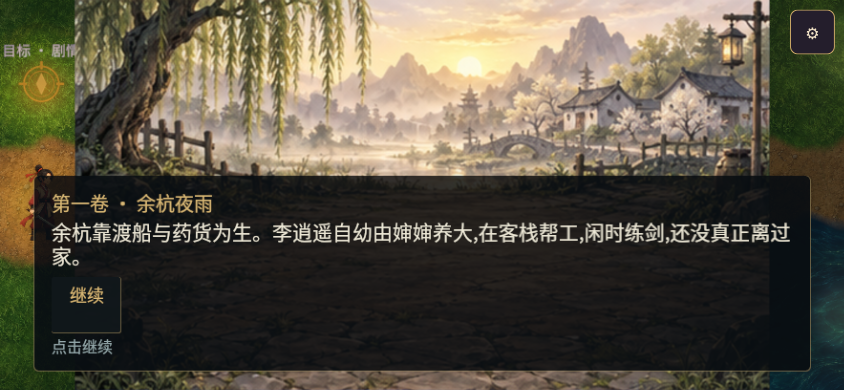 目标 · 剧情
第一卷 · 余杭夜雨
余杭靠渡船与药货为生。李逍遥自幼由婶婶养大,在客栈帮工,闲时练剑,还没真正离过
家。
继续
点击继续